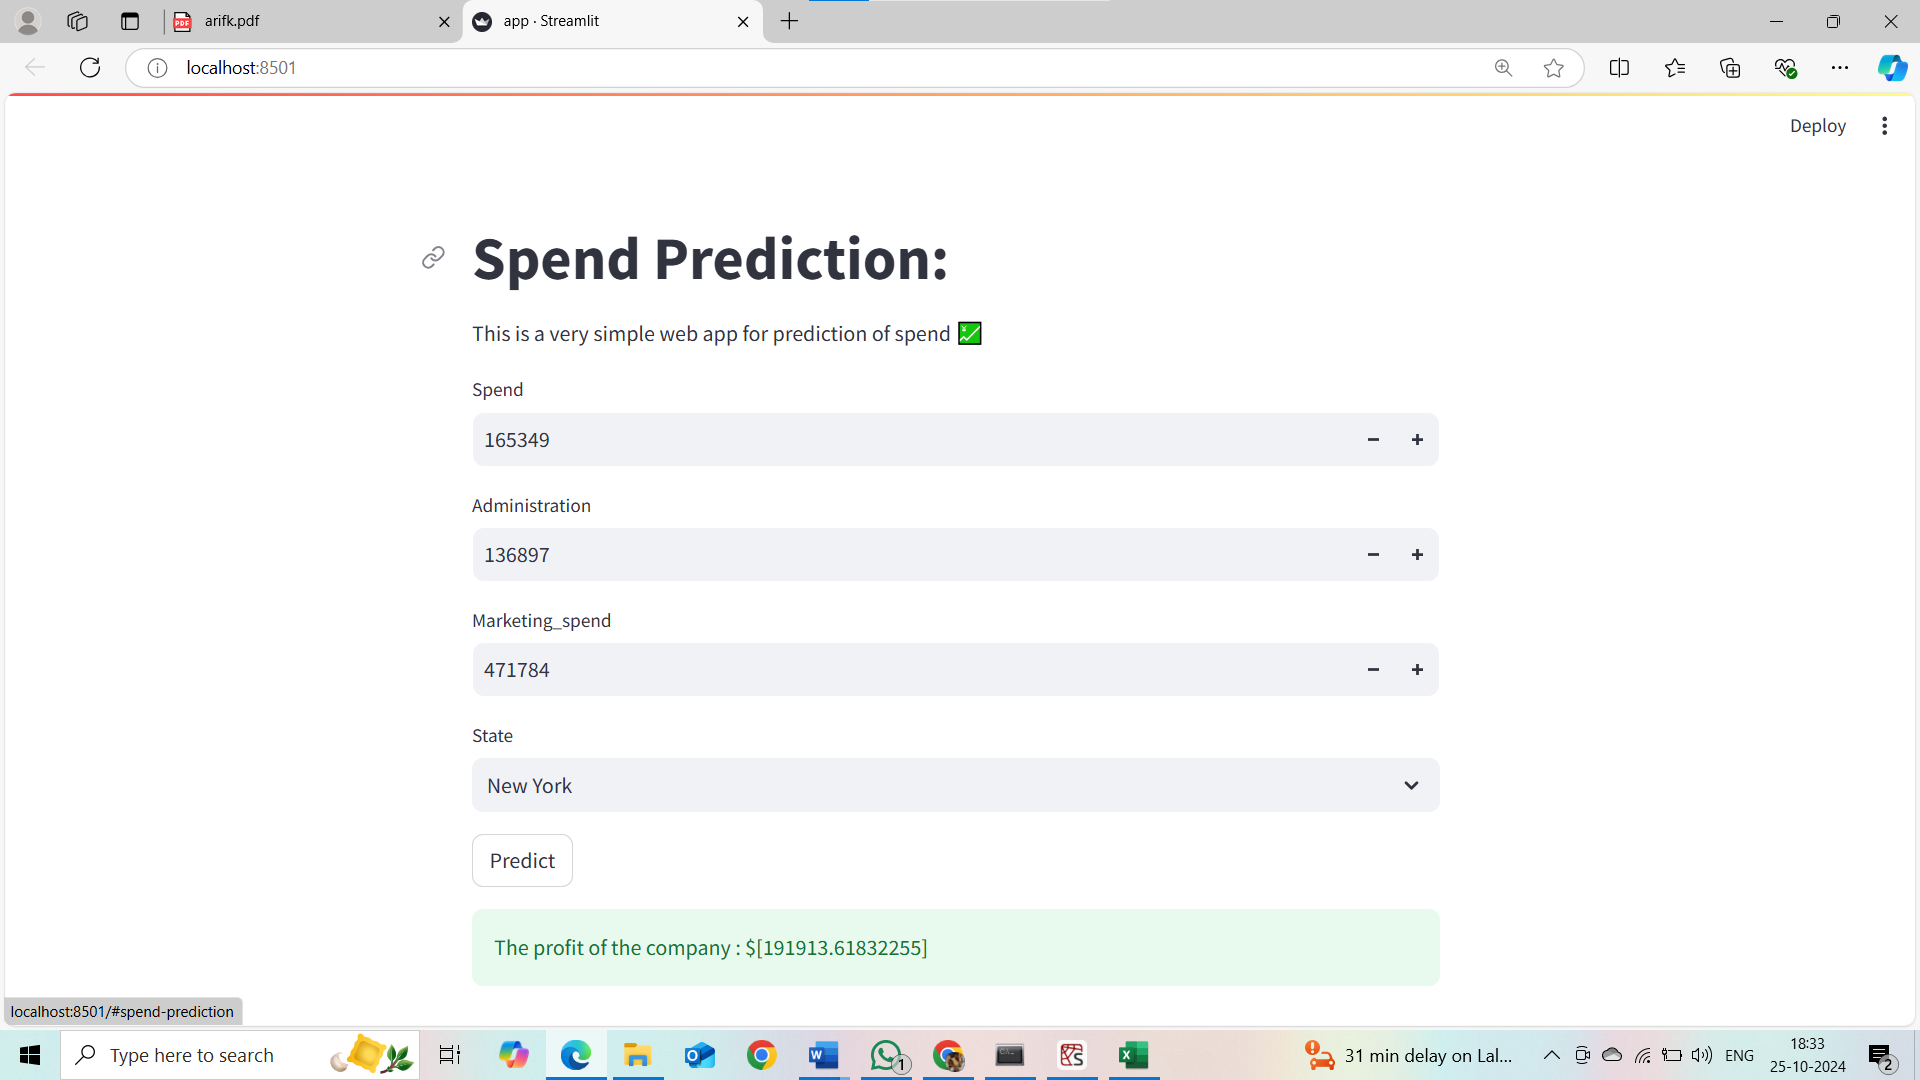 arifk.pdf
app · Streamlit
localhost:8501
Deploy
Spend Prediction:
This is a very simple web app for prediction of spend
Spend
165349
Administration
136897
Marketing_spend
471784
State
New York
Predict
The profit of the company : $[191913.61832255]
localhost:8501/#spend-prediction
Type here to search
31 min delay on Lal...
ENG
18:33
25-10-2024
1
2